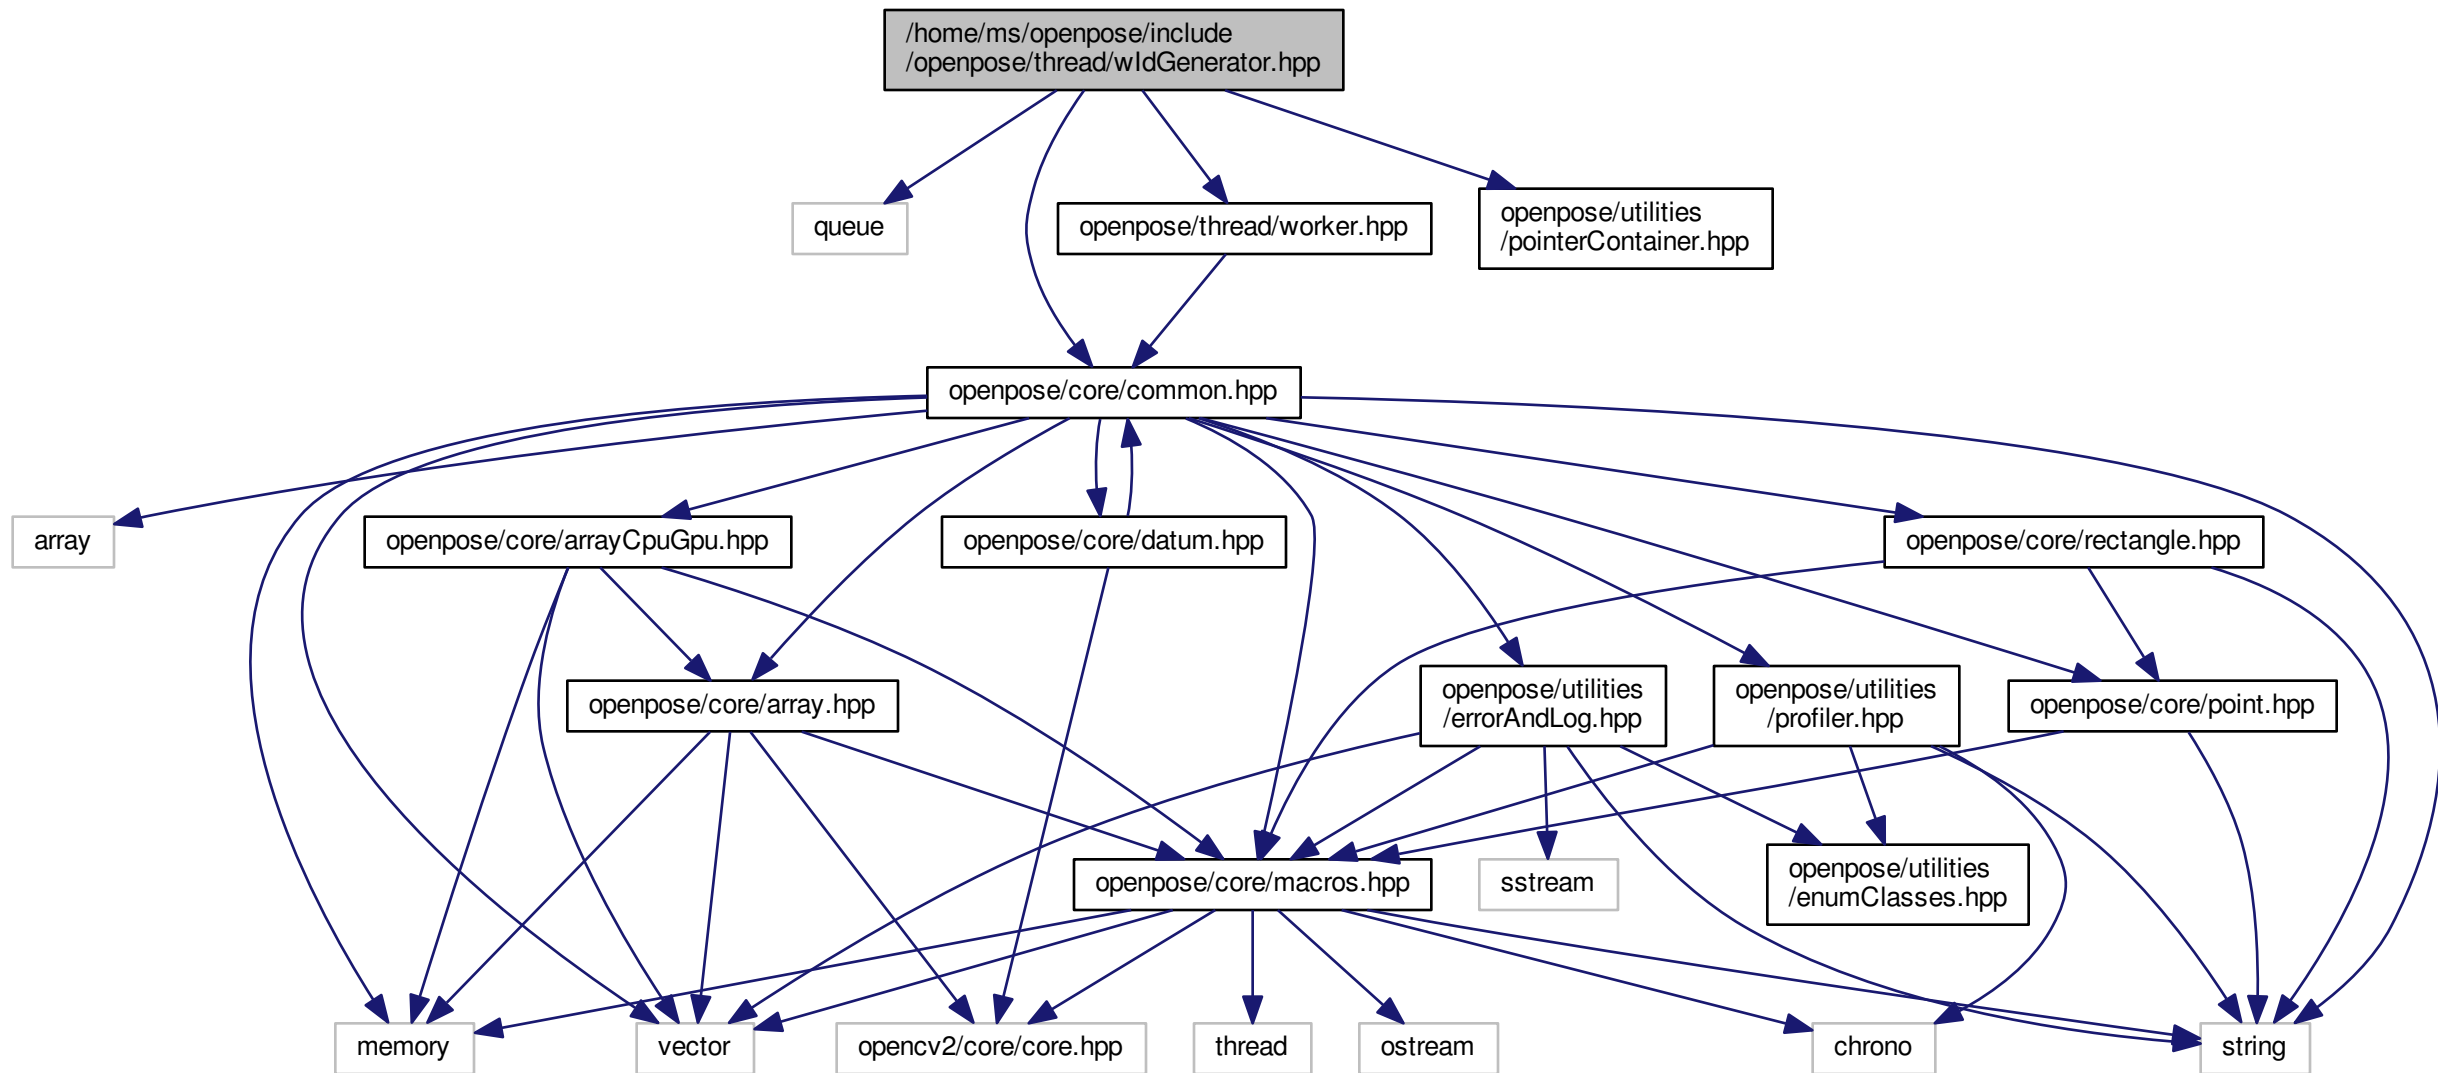 /home/ms/openpose/include
/openpose/thread/wIdGenerator.hpp
queue
openpose/thread/worker.hpp
openpose/utilities
/pointerContainer.hpp
openpose/core/common.hpp
array
openpose/core/arrayCpuGpu.hpp
openpose/core/datum.hpp
openpose/core/rectangle.hpp
openpose/core/array.hpp
openpose/utilities
/errorAndLog.hpp
openpose/utilities
/profiler.hpp
openpose/core/point.hpp
openpose/core/macros.hpp
sstream
openpose/utilities
/enumClasses.hpp
memory
vector
opencv2/core/core.hpp
thread
ostream
chrono
string